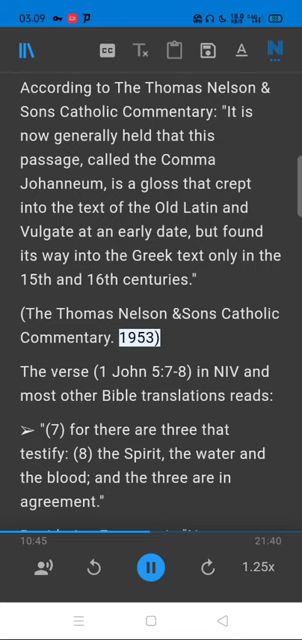 03.09
According to The Thomas Nelson &
Sons Catholic Commentary: "It is
now generally held that this
passage, called the Comma
Johanneum, is a gloss that crept
into the text of the Old Latin and
Vulgate at an early date, but found
its way into the Greek text only in the
15th and 16th centuries."
(The Thomas Nelson &Sons Catholic
Commentary. 1953)
The verse (1 John 5:7-8) in NIV and
most other Bible translations reads:
➢ "(7) for there are three that
testify: (8) the Spirit, the water and
the blood; and the three are in
agreement."
10:45 21:40
1.25x